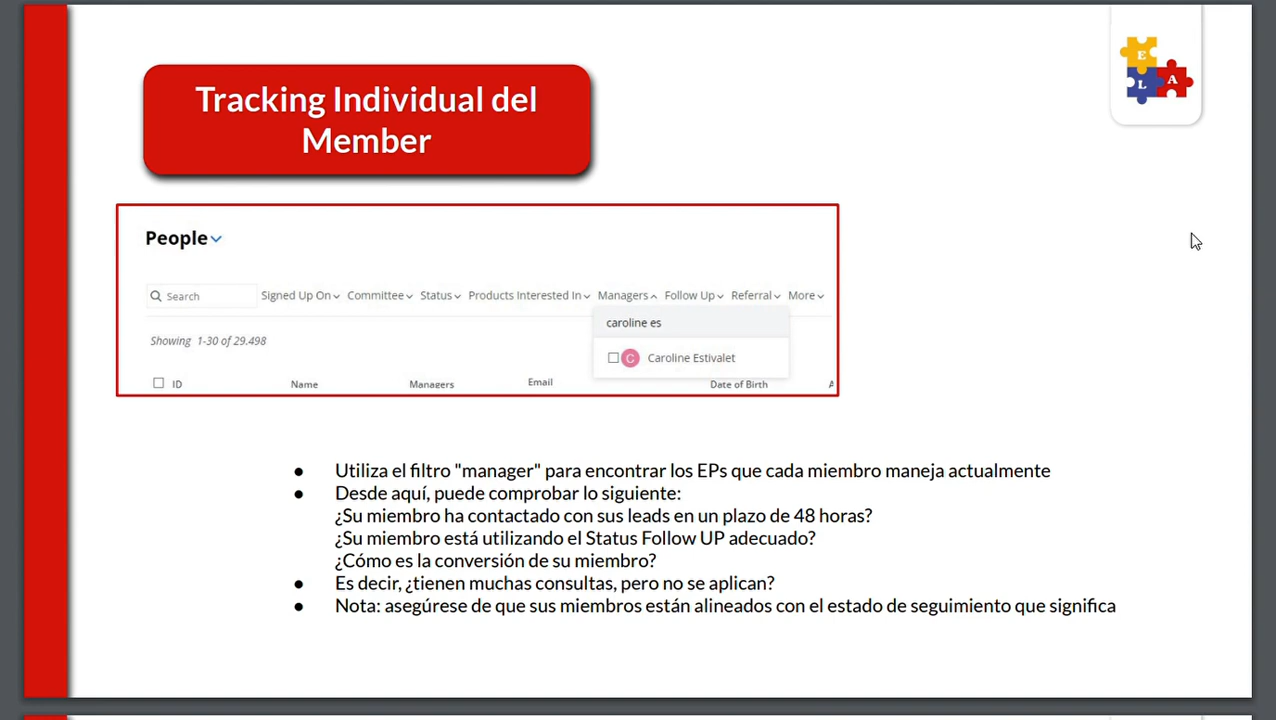 Tracking Individual del
Member
E
L A
People
Search Signed Up On Committee Status Products Interested In Managers Follow Up Referral More
caroline es
Showing 1-30 of 29.498
C Caroline Estivalet
ID Name Managers Email Date of Birth A
● Utiliza el filtro "manager" para encontrar los EPs que cada miembro maneja actualmente
● Desde aquí, puede comprobar lo siguiente:
¿Su miembro ha contactado con sus leads en un plazo de 48 horas?
¿Su miembro está utilizando el Status Follow UP adecuado?
¿Cómo es la conversión de su miembro?
● Es decir, ¿tienen muchas consultas, pero no se aplican?
● Nota: asegúrese de que sus miembros están alineados con el estado de seguimiento que significa